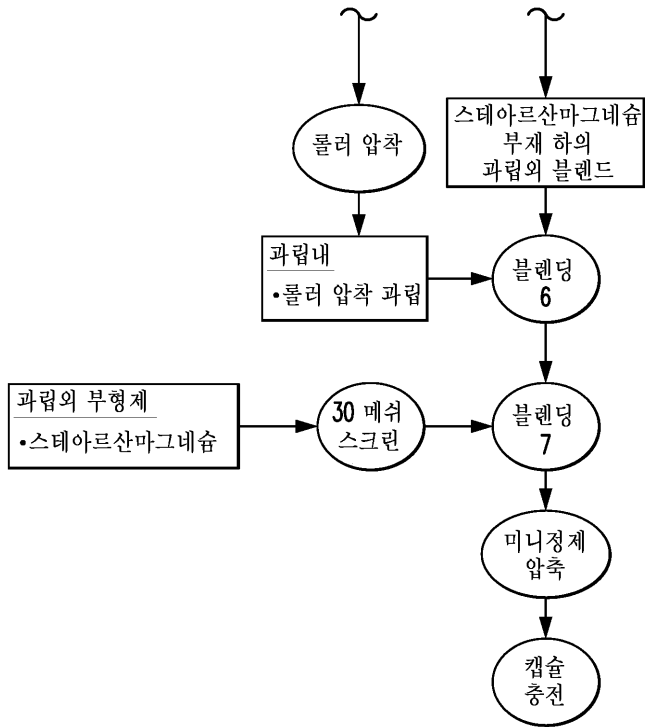 롤러 압착
스테아르산마그네슘
부재 하의
과립외 블렌드
과립내
•롤러 압착 과립
블렌딩
6
과립외 부형제
•스테아르산마그네슘
30 메쉬
스크린
블렌딩
7
미니정제
압축
캡슐
충전